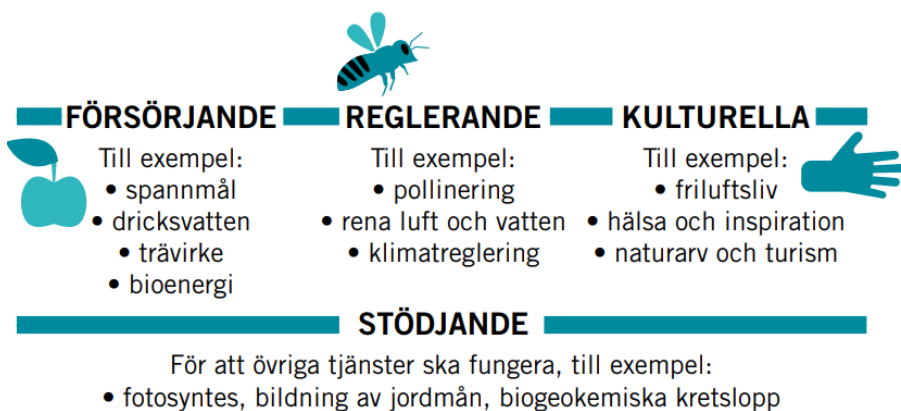 FÖRSÖRJANDE
Till exempel:
• spannmål
• dricksvatten
• trävirke
• bioenergi
REGLERANDE
Till exempel:
• pollinering
• rena luft och vatten
• klimatreglering
KULTURELLA
Till exempel:
• friluftsliv
• hälsa och inspiration
• naturarv och turism
STÖDJANDE
För att övriga tjänster ska fungera, till exempel:
• fotosyntes, bildning av jordmån, biogeokemiska kretslopp